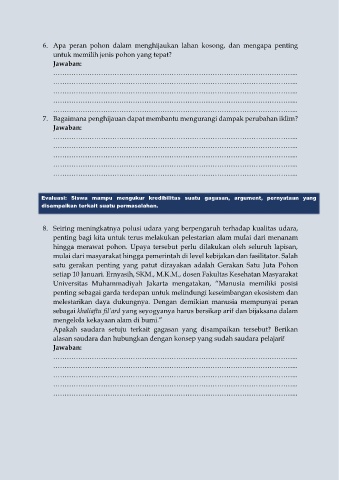 6. Apa peran pohon dalam menghijaukan lahan kosong, dan mengapa penting
untuk memilih jenis pohon yang tepat?
Jawaban:
7. Bagaimana penghijauan dapat membantu mengurangi dampak perubahan iklim?
Jawaban:
Evaluasi: Siswa mampu mengukur kredibilitas suatu gagasan, argument, pernyataan yang
disampaikan terkait suatu permasalahan.
8. Seiring meningkatnya polusi udara yang berpengaruh terhadap kualitas udara,
penting bagi kita untuk terus melakukan pelestarian alam mulai dari menanam
hingga merawat pohon. Upaya tersebut perlu dilakukan oleh seluruh lapisan,
mulai dari masyarakat hingga pemerintah di level kebijakan dan fasilitator. Salah
satu gerakan penting yang patut dirayakan adalah Gerakan Satu Juta Pohon
setiap 10 Januari. Ernyasih, SKM., M.K.M., dosen Fakultas Kesehatan Masyarakat
Universitas Muhammadiyah Jakarta mengatakan, “Manusia memiliki posisi
penting sebagai garda terdepan untuk melindungi keseimbangan ekosistem dan
melestarikan daya dukungnya. Dengan demikian manusia mempunyai peran
sebagai khaliaftu fil'ard yang seyogyanya harus bersikap arif dan bijaksana dalam
mengelola kekayaan alam di bumi.”
Apakah saudara setuju terkait gagasan yang disampaikan tersebut? Berikan
alasan saudara dan hubungkan dengan konsep yang sudah saudara pelajari!
Jawaban: